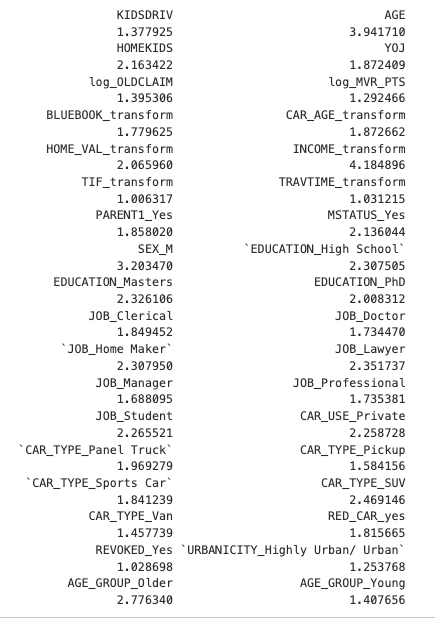 KIDSDRIV AGE
1.377925 3.941710
HOMEKIDS YOJ
2.163422 1.872409
log_OLDCLAIM log_MVR_PTS
1.395306 1.292466
BLUEBOOK_transform CAR_AGE_transform
1.779625 1.872662
HOME_VAL_transform INCOME_transform
2.065960 4.184896
TIF_transform TRAVTIME_transform
1.006317 1.031215
PARENT1_Yes MSTATUS_Yes
1.858020 2.136044
SEX_M `EDUCATION_High School`
3.203470 2.307505
EDUCATION_Masters EDUCATION_PhD
2.326106 2.008312
JOB_Clerical JOB_Doctor
1.849452 1.734470
`JOB_Home Maker` JOB_Lawyer
2.307950 2.351737
JOB_Manager JOB_Professional
1.688095 1.735381
JOB_Student CAR_USE_Private
2.265521 2.258728
`CAR_TYPE_Panel Truck` CAR_TYPE_Pickup
1.969279 1.584156
`CAR_TYPE_Sports Car` CAR_TYPE_SUV
1.841239 2.469146
CAR_TYPE_Van RED_CAR_yes
1.457739 1.815665
REVOKED_Yes `URBANICITY_Highly Urban/ Urban`
1.028698 1.253768
AGE_GROUP_Older AGE_GROUP_Young
2.776340 1.407656